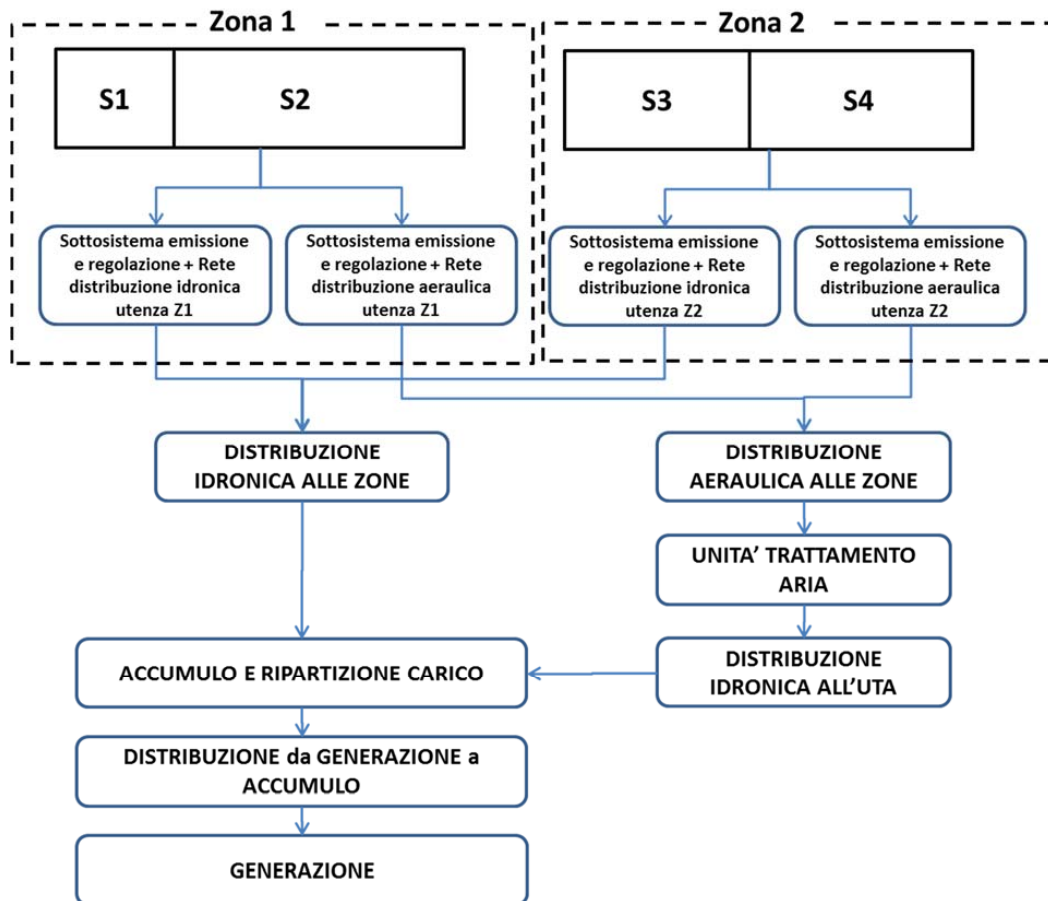 Zona 1
Zona 2
S1
S2
S3
S4
Sottosistema emissione
e regolazione + Rete
distribuzione idronica
utenza Z1
Sottosistema emissione
e regolazione + Rete
distribuzione aeraulica
utenza Z1
Sottosistema emissione
e regolazione + Rete
distribuzione idronica
utenza Z2
Sottosistema emissione
e regolazione + Rete
distribuzione aeraulica
utenza Z2
DISTRIBUZIONE
IDRONICA ALLE ZONE
DISTRIBUZIONE
AERAULICA ALLE ZONE
UNITA’ TRATTAMENTO
ARIA
DISTRIBUZIONE
IDRONICA ALL’UTA
ACCUMULO E RIPARTIZIONE CARICO
DISTRIBUZIONE da GENERAZIONE a
ACCUMULO
GENERAZIONE